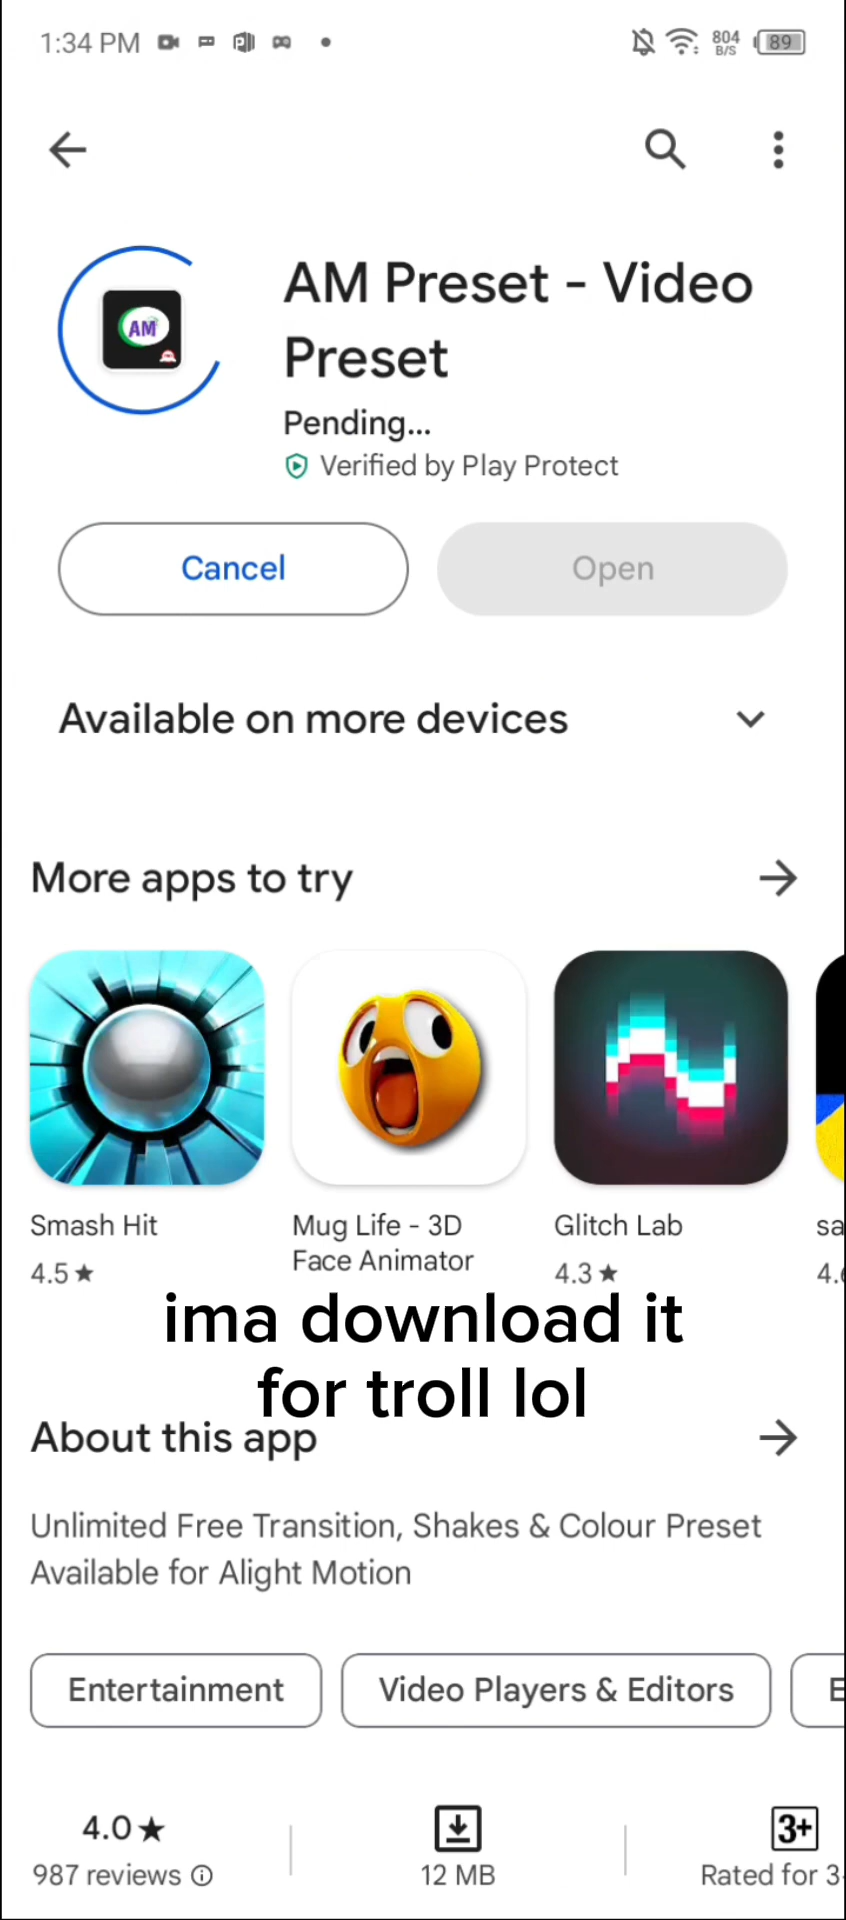 1:34 PM
804
B/S
89
AM
AM Preset - Video
Preset
Pending...
Verified by Play Protect
Cancel
Open
Available on more devices
More apps to try
Smash Hit
4.5★
Mug Life - 3D
Face Animator
Glitch Lab
4.3★
sa
4.
ima download it
for troll lol
About this app
Unlimited Free Transition, Shakes & Colour Preset
Available for Alight Motion
Entertainment
Video Players & Editors
E
4.0★
987 reviews
12 MB
3+
Rated for 3